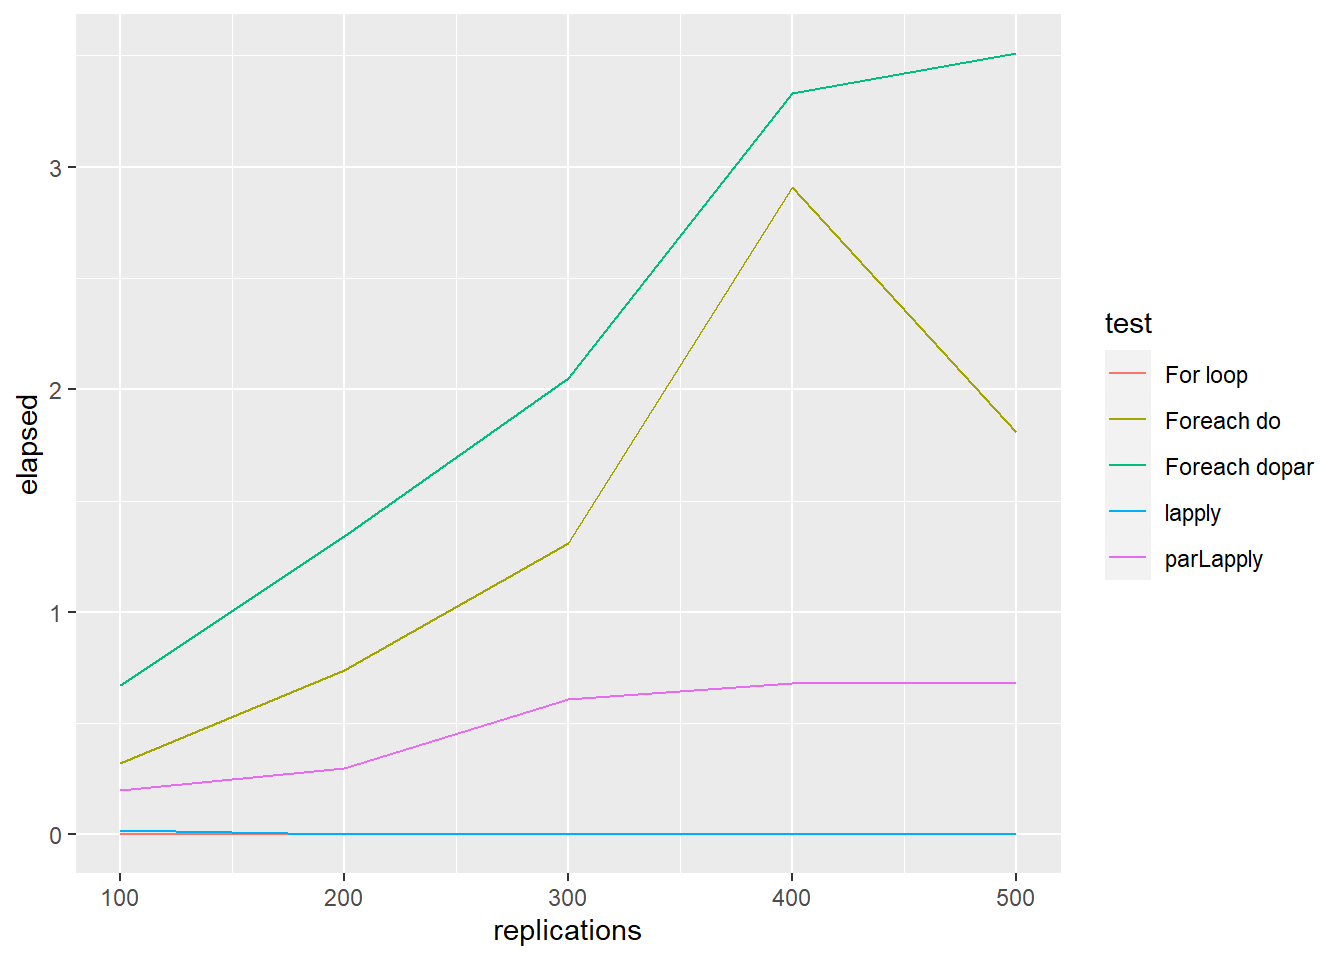 elapsed
3
2
1
0
100 200 300 400 500
replications
test
For loop
Foreach do
Foreach dopar
lapply
parLapply